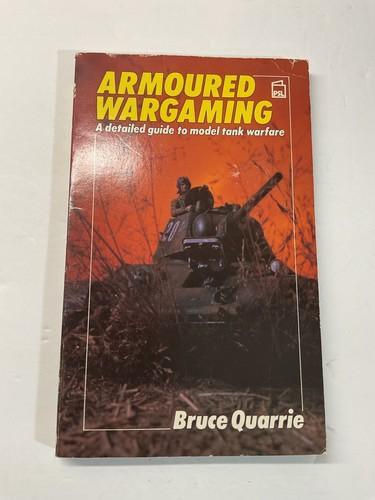 ARMOURED
WARGAMING
PSL
A detailed guide to model tank warfare
Bruce Quarrie